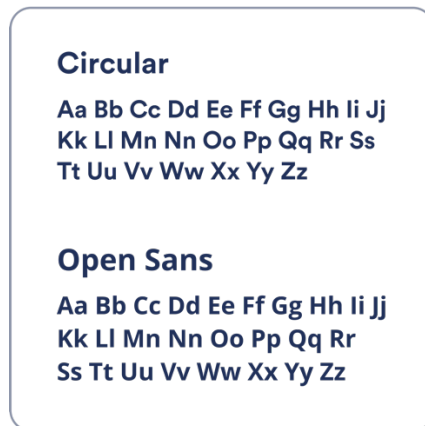 Circular
Aa Bb Cc Dd Ee Ff Gg Hh Ii Jj
Kk Ll Mn Nn Oo Pp Qq Rr Ss
Tt Uu Vv Ww Xx Yy Zz
Open Sans
Aa Bb Cc Dd Ee Ff Gg Hh Ii Jj
Kk Ll Mn Nn Oo Pp Qq Rr
Ss Tt Uu Vv Ww Xx Yy Zz